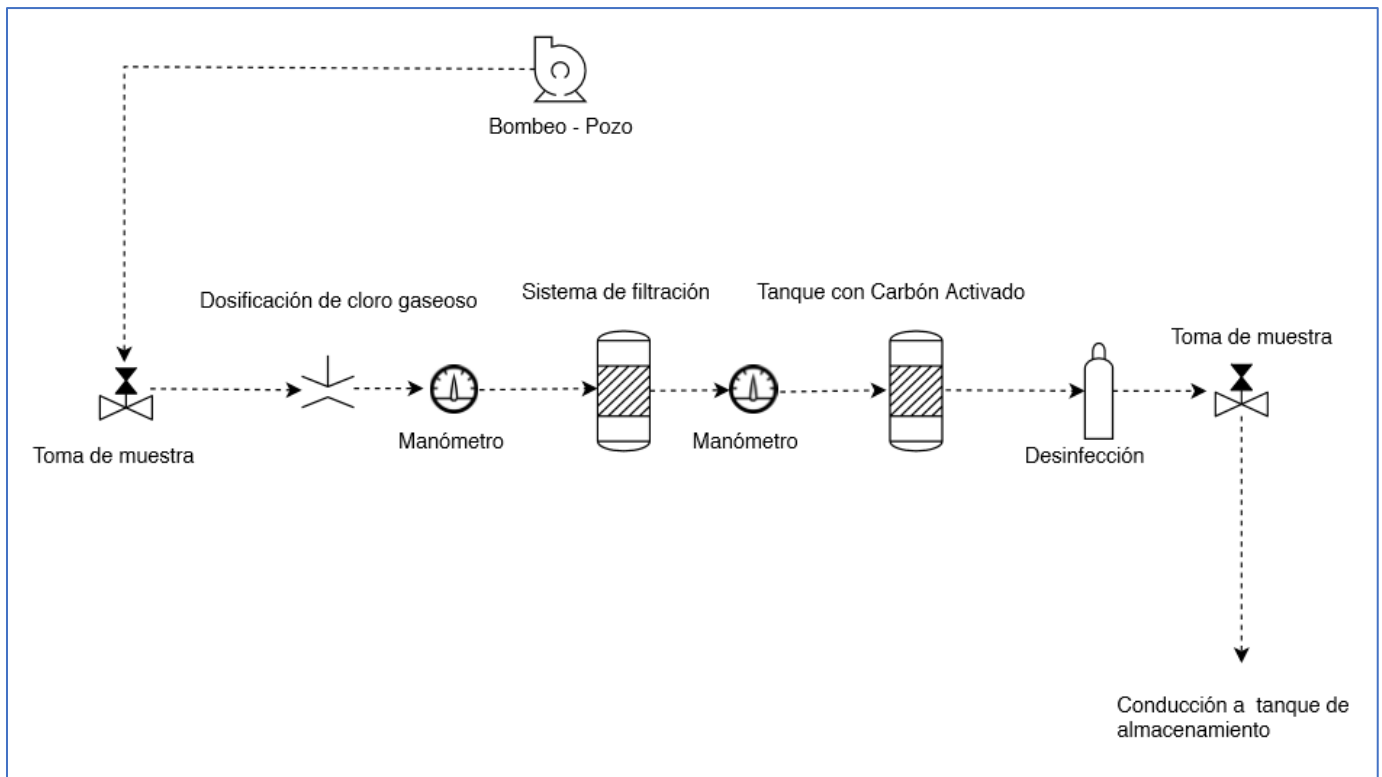 Bombeo - Pozo
Dosificación de cloro gaseoso
Sistema de filtración
Tanque con Carbón Activado
Toma de muestra
Toma de muestra
Manómetro
Manómetro
Desinfección
Conducción a tanque de
almacenamiento